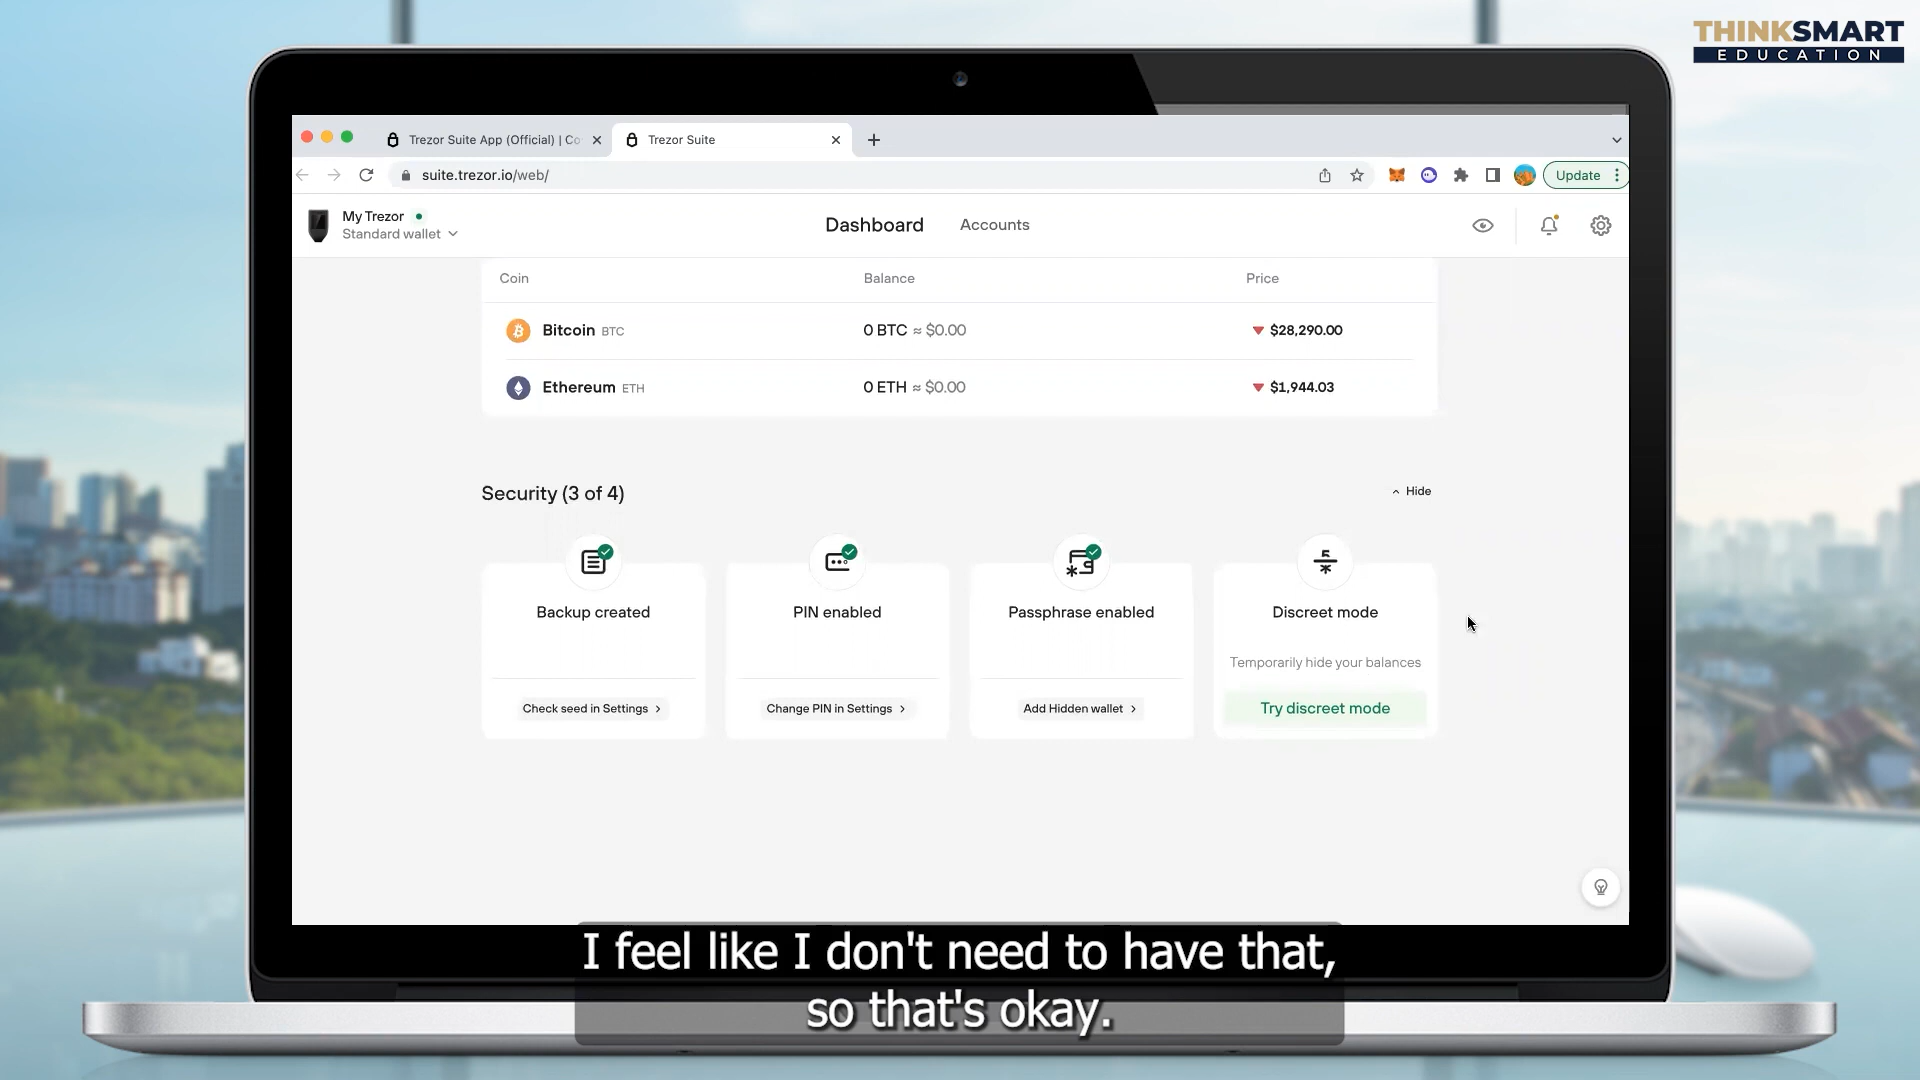 THINKSMART
EDUCATION
Trezor Suite App (Official) | Co
Trezor Suite
suite.trezor.io/web/
Update
My Trezor
Standard wallet
Dashboard
Accounts
Coin
Balance
Price
Bitcoin BTC
0 BTC ≈ $0.00
$28,290.00
Ethereum ETH
0 ETH ≈ $0.00
$1,944.03
Security (3 of 4)
Hide
Backup created
PIN enabled
Passphrase enabled
Discreet mode
Temporarily hide your balances
Check seed in Settings
Change PIN in Settings
Add Hidden wallet
Try discreet mode
I feel like I don't need to have that,
so that's okay.